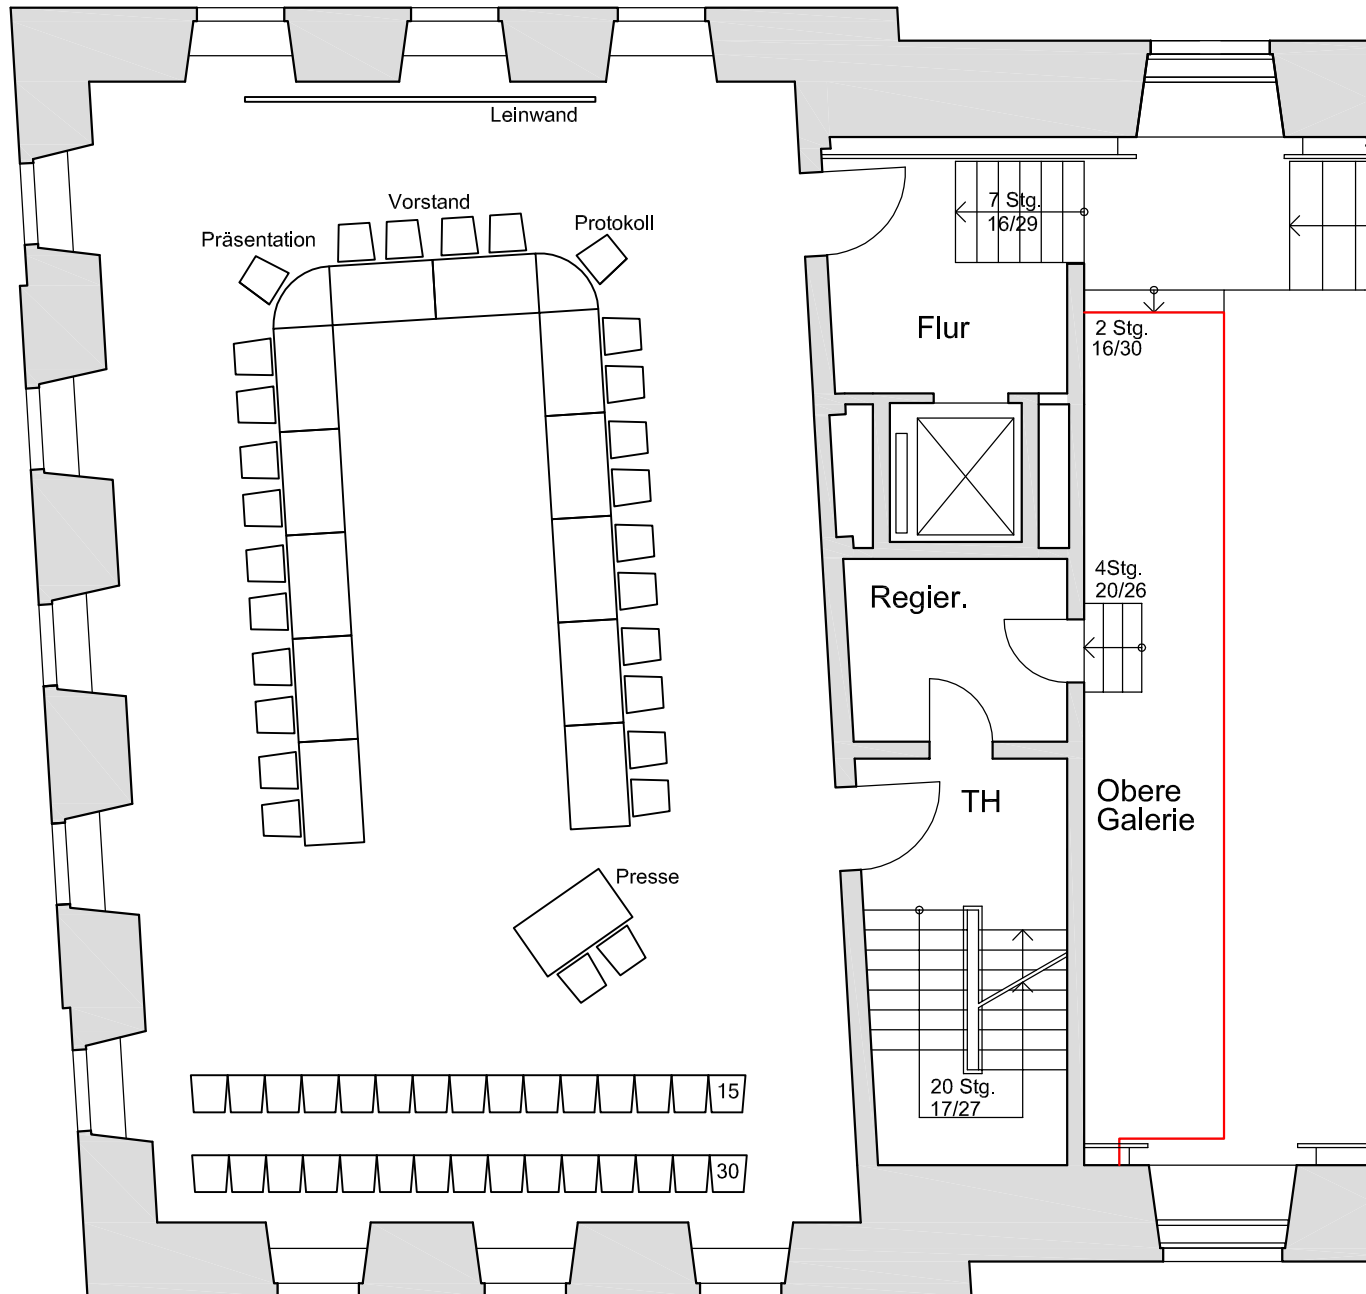 Leinwand
Vorstand
Präsentation
Protokoll
7 Stg.
16/29
Flur
2 Stg.
16/30
4Stg.
20/26
Regier.
TH
Obere
Galerie
Presse
20 Stg.
17/27
15
30